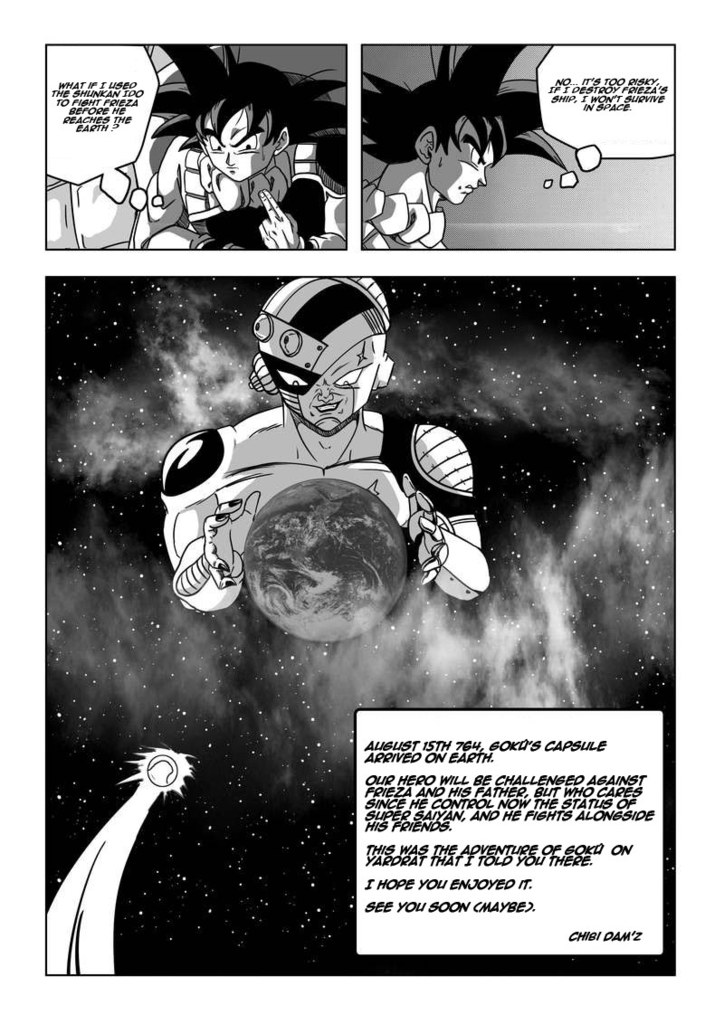 WHAT IF I USED
THE SHUNKAN IDO
TO FIGHT FRIEZA
BEFORE HE
REACHES THE
EARTH ?
NO... IT'S TOO RISKY,
IF I DESTROY FRIEZA'S
SHIP, I WON'T SURVIVE
IN SPACE.
AUGUST 15TH 764, GOKÛ'S CAPSULE
ARRIVED ON EARTH.
OUR HERO WILL BE CHALLENGED AGAINST
FRIEZA AND HIS FATHER, BUT WHO CARES
SINCE HE CONTROL NOW THE STATUS OF
SUPER SAIYAN, AND HE FIGHTS ALONGSIDE
HIS FRIENDS.
THIS WAS THE ADVENTURE OF GOKÛ ON
YARDRAT THAT I TOLD YOU THERE.
I HOPE YOU ENJOYED IT.
SEE YOU SOON (MAYBE).
CHIBI DAM'Z